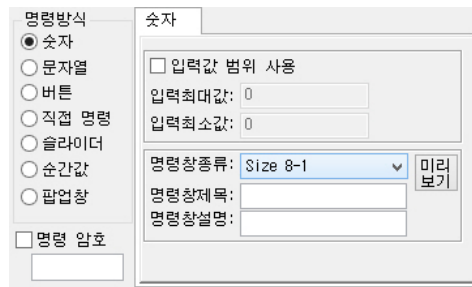 명령방식
숫자
문자열
버튼
직접 명령
슬라이더
순간값
팝업창
명령 암호
숫자
입력값 범위 사용
입력최대값: 0
입력최소값: 0
명령창종류: Size 8-1
미리
보기
명령창제목:
명령창설명: